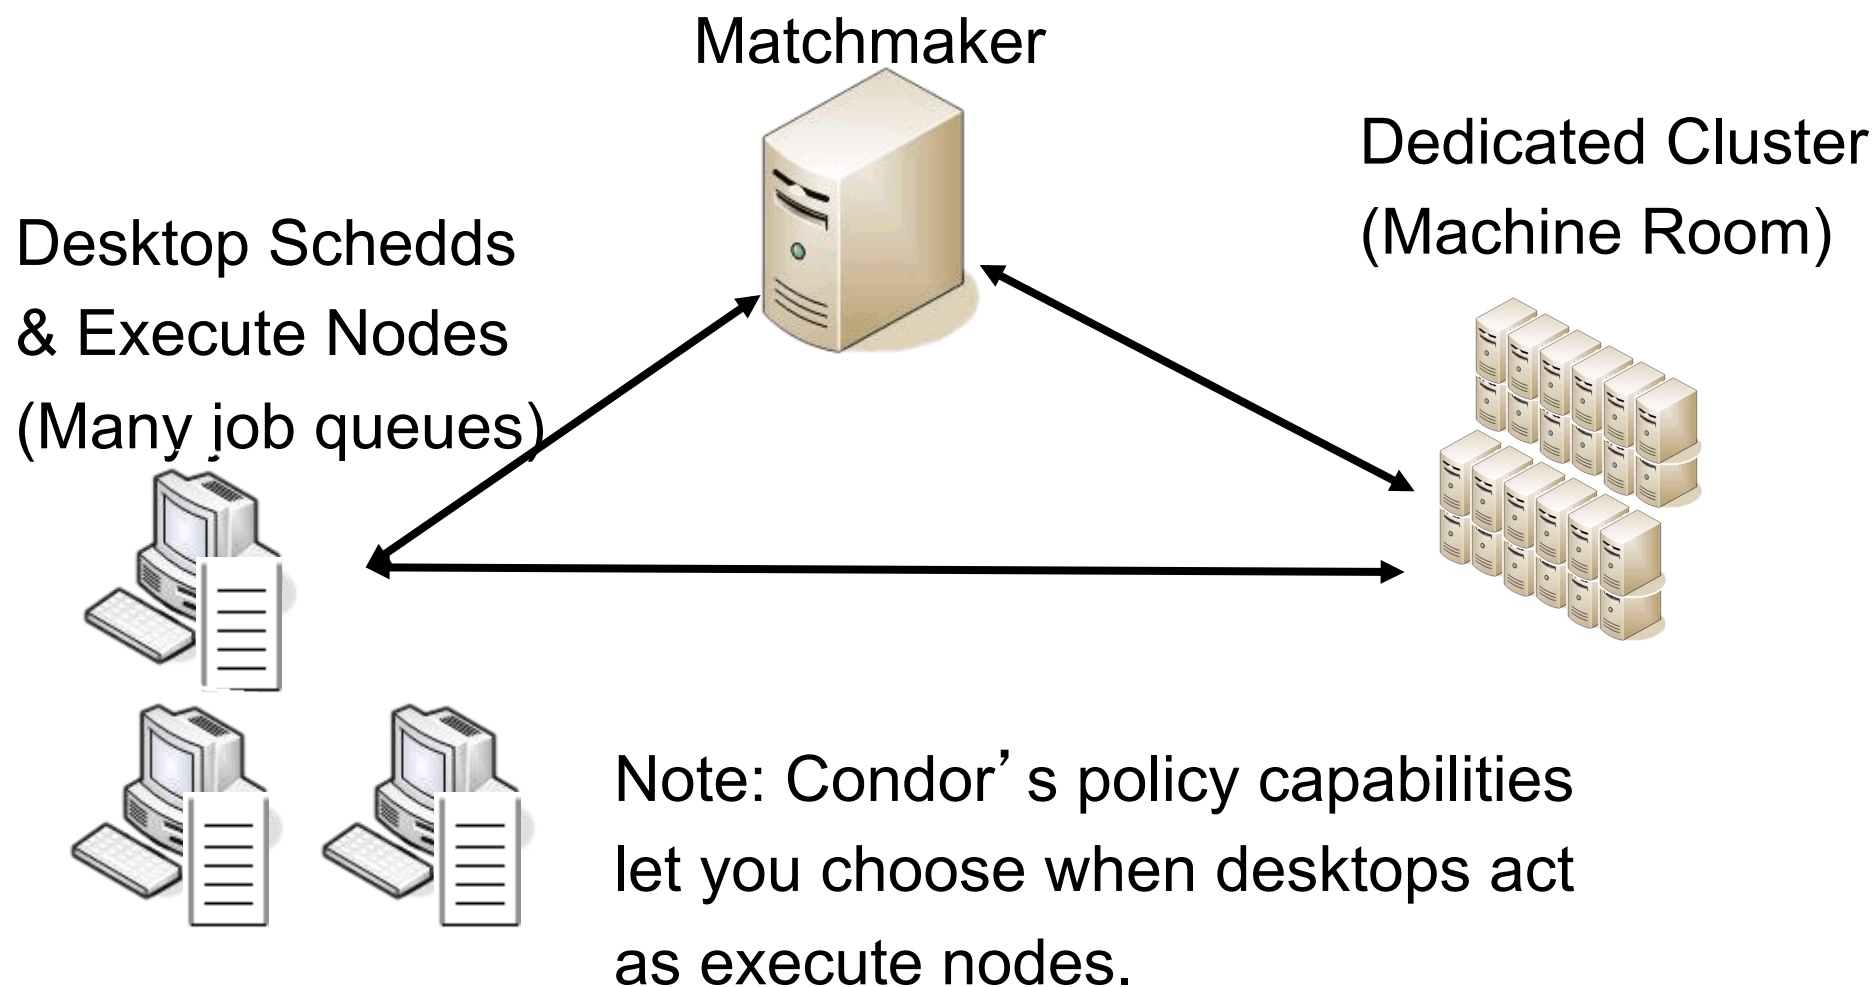 Matchmaker
Dedicated Cluster
(Machine Room)
Desktop Schedds
& Execute Nodes
(Many job queues)
Note: Condor’s policy capabilities
let you choose when desktops act
as execute nodes.